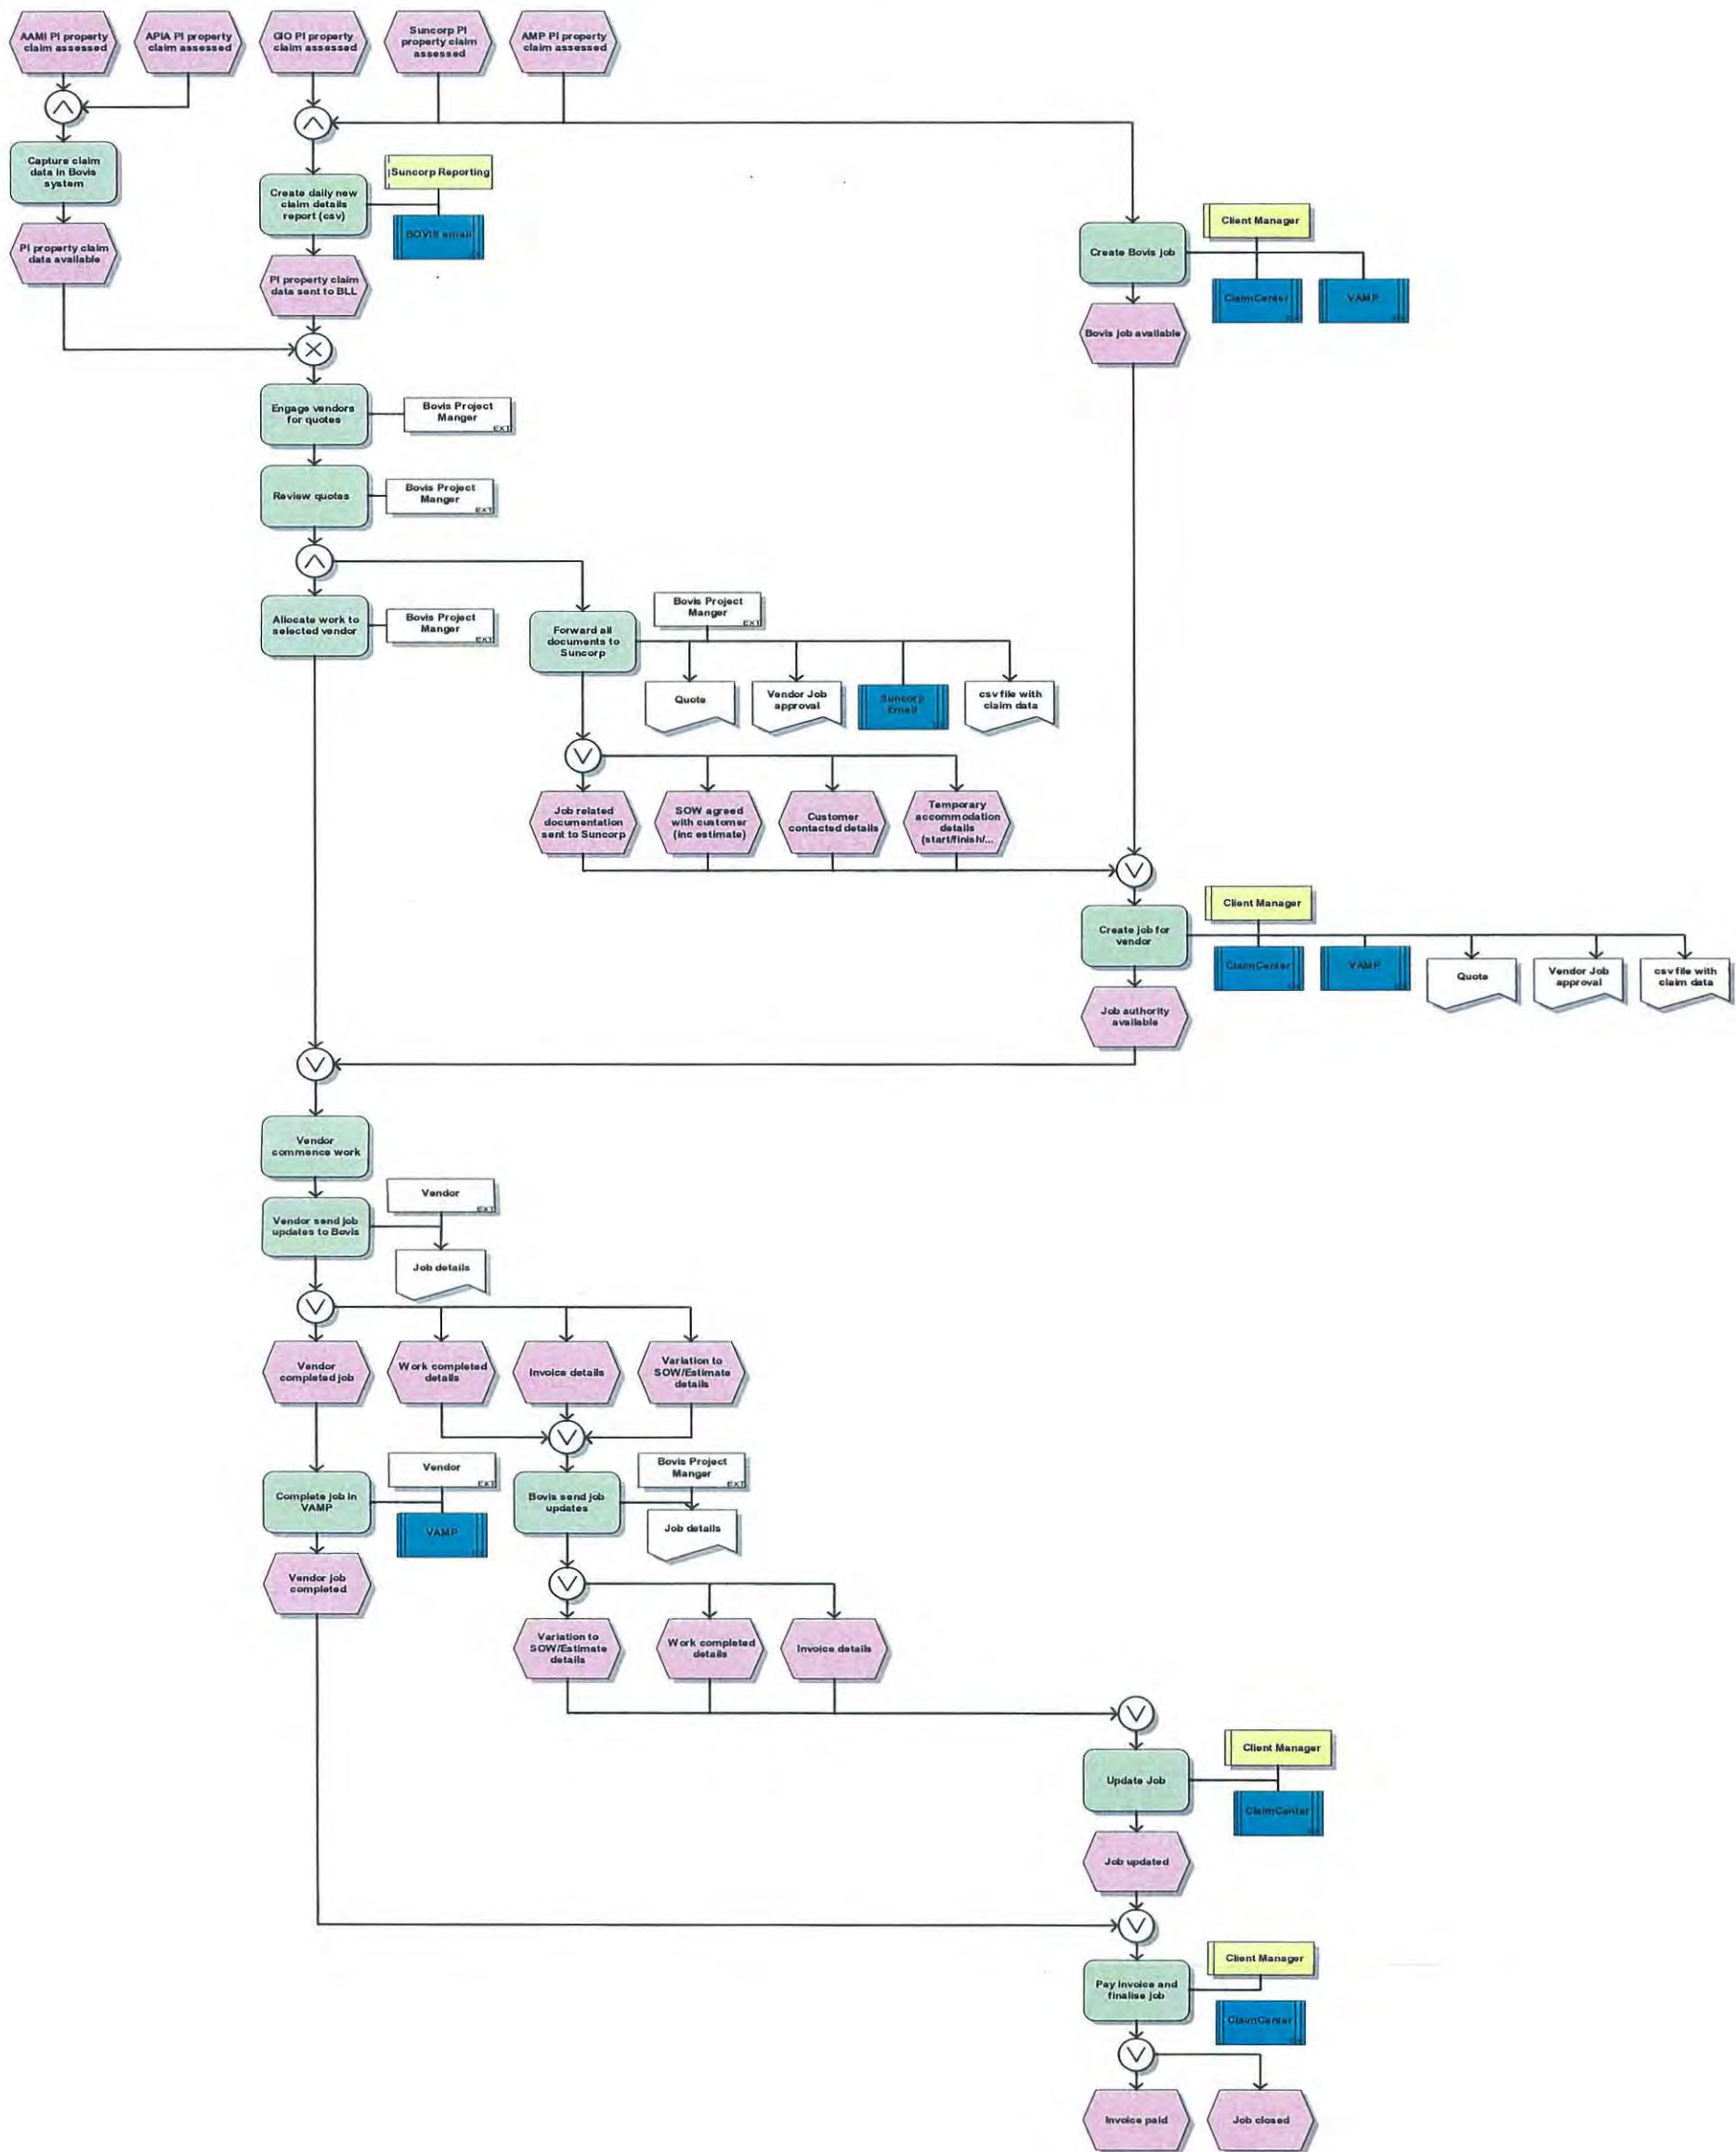 AAMI PI property
claim assessed
APIA PI property
claim assessed
GIO PI property
claim assessed
Suncorp PI
property claim
assessed
AMP PI property
claim assessed
Capture claim
data in Bovis
system
Suncorp Reporting
Create daily new
claim details
report (csv)
BOVIS email
Client Manager
Create Bovis job
ClaimCenter
VAMP
PI property claim
data available
PI property claim
data sent to BLL
Bovis job available
Engage vendors
for quotes
Bovis Project
Manger
EXT
Review quotes
Bovis Project
Manger
EXT
Allocate work to
selected vendor
Bovis Project
Manger
EXT
Forward all
documents to
Suncorp
Bovis Project
Manger
EXT
Quote
Vendor Job
approval
Suncorp
Email
csv file with
claim data
Job related
documentation
sent to Suncorp
SOW agreed
with customer
(inc estimate)
Customer
contacted details
Temporary
accommodation
details
(start/finish/...
Client Manager
Create job for
vendor
ClaimCenter
VAMP
Quote
Vendor Job
approval
csv file with
claim data
Job authority
available
Vendor
commence work
Vendor send job
updates to Bovis
Vendor
EXT
Job details
Vendor
completed job
Work completed
details
Invoice details
Variation to
SOW/Estimate
details
Complete job in
VAMP
Vendor
EXT
VAMP
Bovis send job
updates
Bovis Project
Manger
EXT
Job details
Vendor job
completed
Variation to
SOW/Estimate
details
Work completed
details
Invoice details
Client Manager
Update Job
ClaimCenter
Job updated
Client Manager
Pay invoice and
finalise job
ClaimCenter
Invoice paid
Job closed